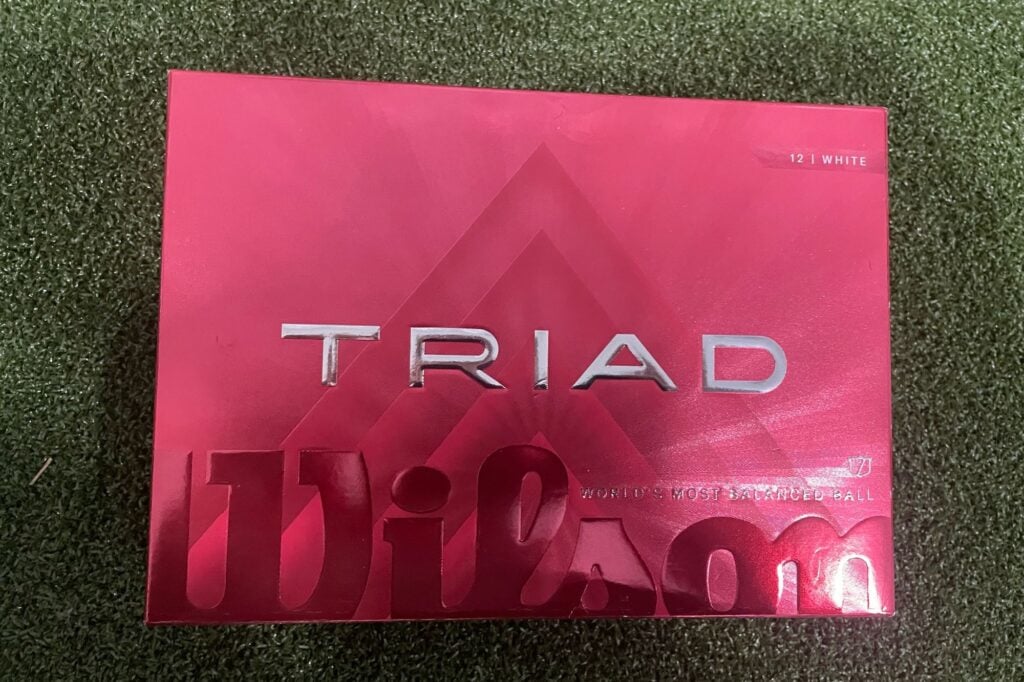 12 | WHITE
TRIAD
WORLD'S MOST BALANCED BALL
Wilson